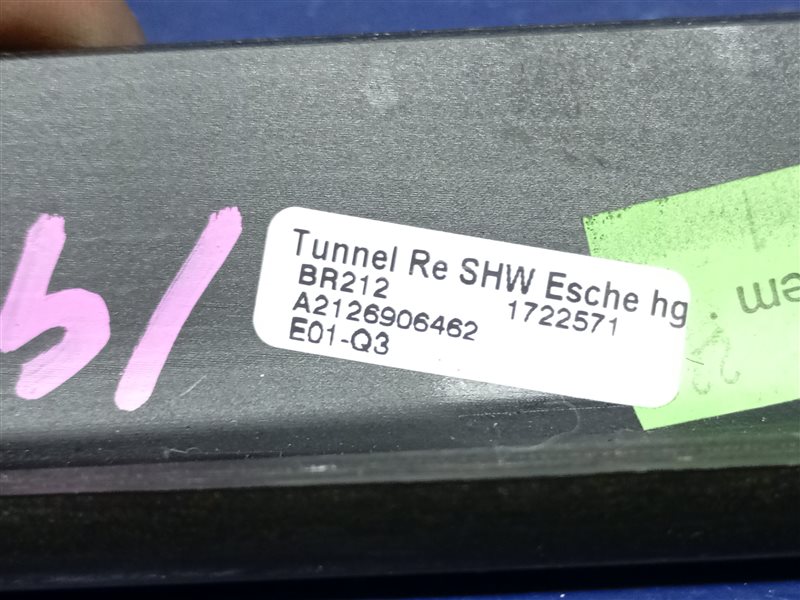 Tunnel Re SHW Esche hg
BR212 1722571
A2126906462
E01-Q3